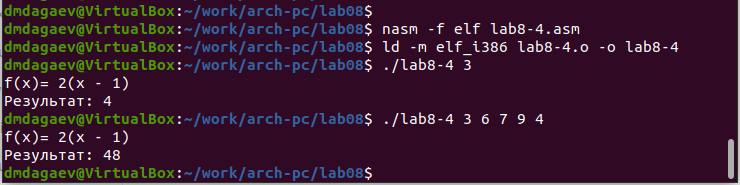 dmdagaev@VirtualBox:~/work/arch-pc/lab08$
dmdagaev@VirtualBox:~/work/arch-pc/lab08$ nasm -f elf lab8-4.asm
dmdagaev@VirtualBox:~/work/arch-pc/lab08$ ld -m elf_i386 lab8-4.o -o lab8-4
dmdagaev@VirtualBox:~/work/arch-pc/lab08$ ./lab8-4 3
f(x)= 2(x - 1)
Результат: 4
dmdagaev@VirtualBox:~/work/arch-pc/lab08$ ./lab8-4 3 6 7 9 4
f(x)= 2(x - 1)
Результат: 48
dmdagaev@VirtualBox:~/work/arch-pc/lab08$